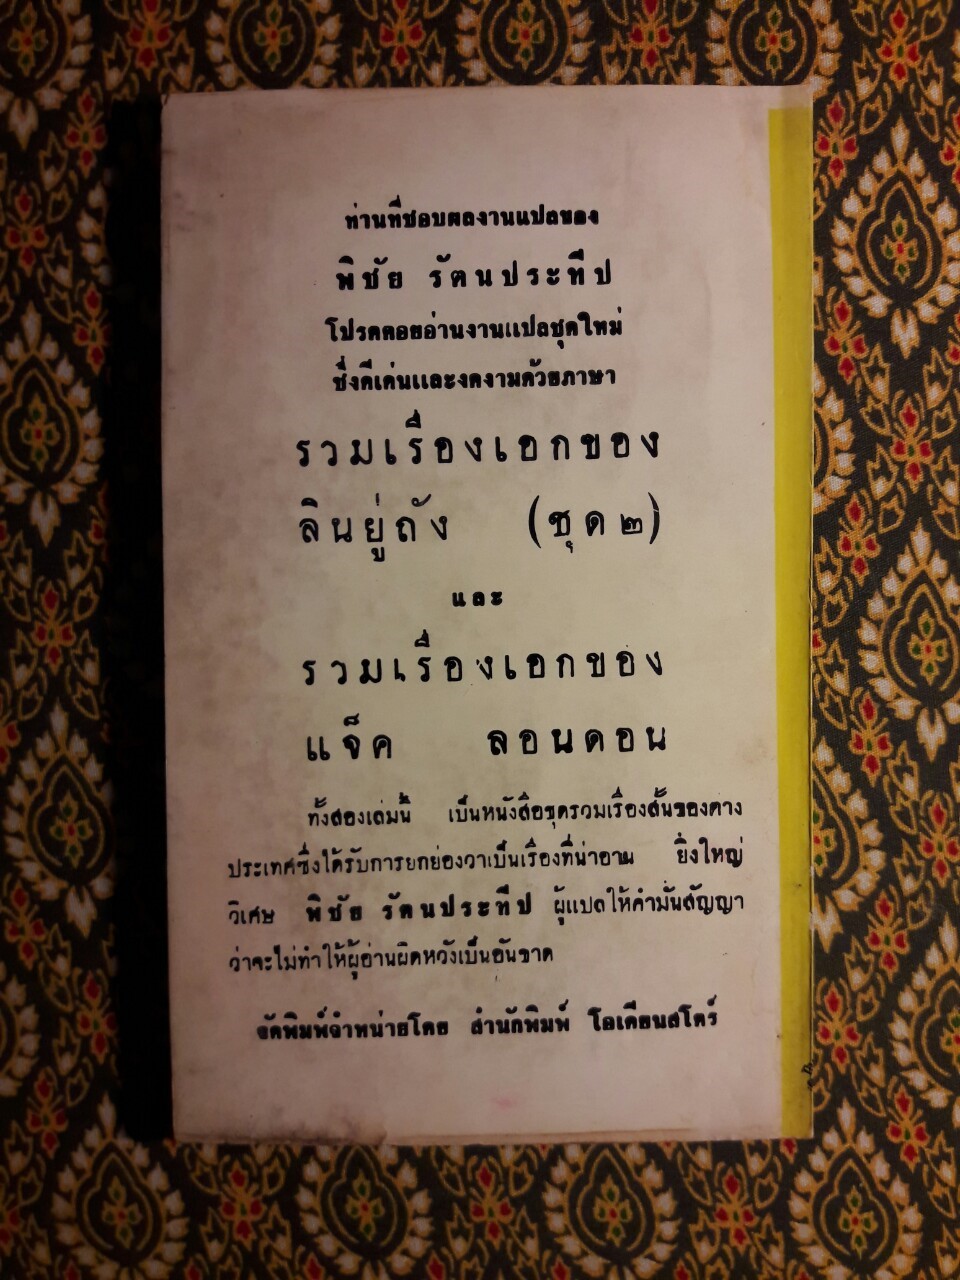 ท่านที่ชอบผลงานแปลของ
พิชัย รัตนประทีป
โปรดคอยอ่านงานแปลชุดใหม่
ซึ่งดีเด่นและงดงามด้วยภาษา
รวมเรื่องเอกของ
ลินยู่ถัง (ชุด ๒)
และ
รวมเรื่องเอกของ
แจ็ค ลอนดอน
ทั้งสองเล่มนี้ เป็นหนังสือชุดรวมเรื่องสั้นของต่าง
ประเทศซึ่งได้รับการยกย่องว่าเป็นเรื่องที่น่าอ่าน ยิ่งใหญ่
วิเศษ พิชัย รัตนประทีป ผู้แปลให้คำมั่นสัญญา
ว่าจะไม่ทำให้ผู้อ่านผิดหวังเป็นอันขาด
จัดพิมพ์จำหน่ายโดย สำนักพิมพ์ โอเดียนสโตร์